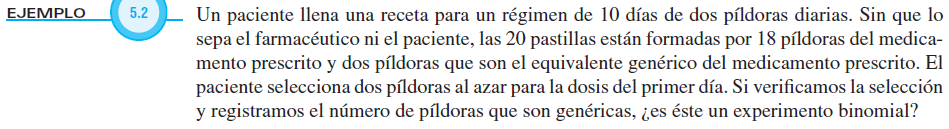 EJEMPLO 5.2 Un paciente llena una receta para un régimen de 10 días de dos píldoras diarias. Sin que lo
sepa el farmacéutico ni el paciente, las 20 pastillas están formadas por 18 píldoras del medica-
mento prescrito y dos píldoras que son el equivalente genérico del medicamento prescrito. El
paciente selecciona dos píldoras al azar para la dosis del primer día. Si verificamos la selección
y registramos el número de píldoras que son genéricas, ¿es éste un experimento binomial?